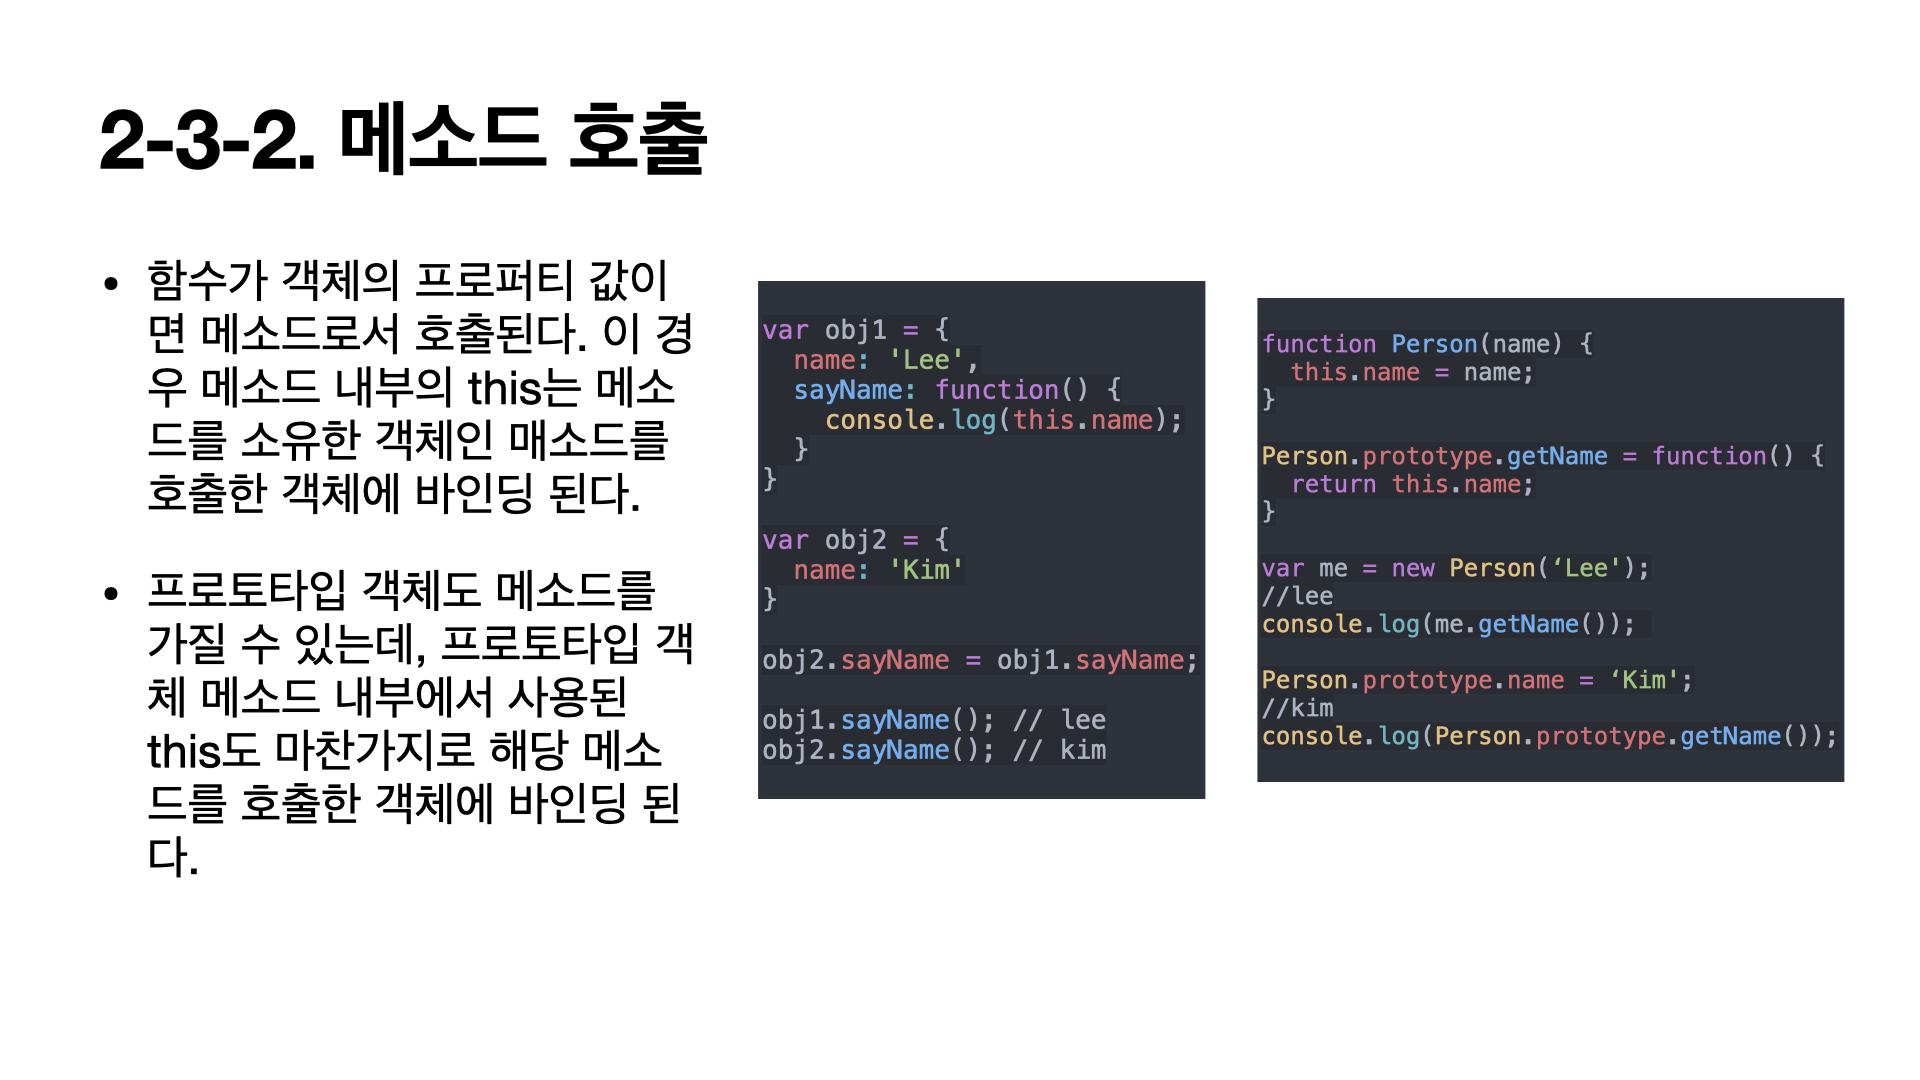 2-3-2. 메소드 호출
• 함수가 객체의 프로퍼티 값이
면 메소드로서 호출된다. 이 경
우 메소드 내부의 this는 메소
드를 소유한 객체인 매소드를
호출한 객체에 바인딩 된다.
• 프로토타입 객체도 메소드를
가질 수 있는데, 프로토타입 객
체 메소드 내부에서 사용된
this도 마찬가지로 해당 메소
드를 호출한 객체에 바인딩 된
다.
var obj1 = {
  name: 'Lee',
  sayName: function() {
    console.log(this.name);
  }
}
var obj2 = {
  name: 'Kim'
}
obj2.sayName = obj1.sayName;
obj1.sayName(); // lee
obj2.sayName(); // kim
function Person(name) {
  this.name = name;
}
Person.prototype.getName = function() {
  return this.name;
}
var me = new Person(‘Lee');
//lee
console.log(me.getName());
Person.prototype.name = ‘Kim';
//kim
console.log(Person.prototype.getName());